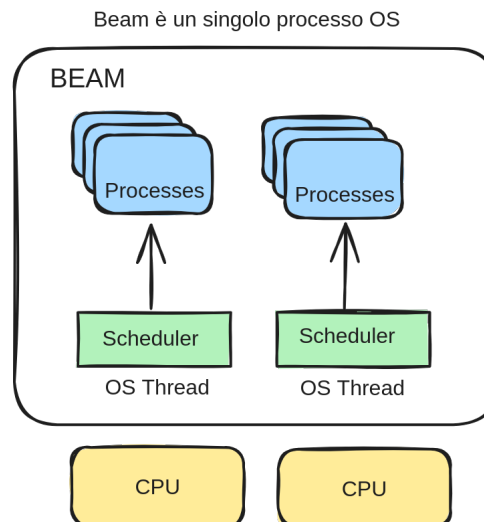 Beam è un singolo processo OS
BEAM
Processes
Processes
Scheduler
Scheduler
OS Thread
OS Thread
CPU
CPU